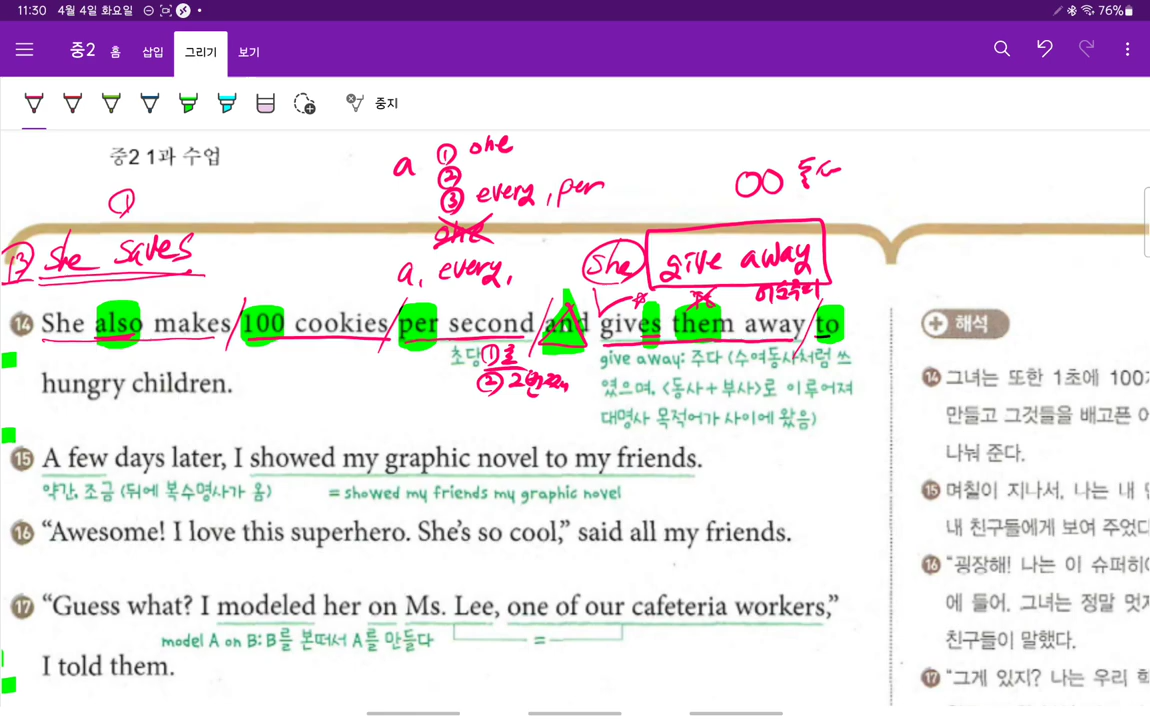 11:30 4월 4일 화요일 76%
중2 홈 삽입 그리기 보기
중지
중2 1과 수업
①
a ① she
②
③ every, per
she
a, every,
OO 동사
13 She saves
she give away
⑭ She also makes/100 cookies/per second/and gives them away/to
초당 ①로
②
give away: 주다 (수여동사처럼 쓰
였으며, <동사+부사>로 이루어져
대명사 목적어가 사이에 왔음)
hungry children.
⑮ A few days later, I showed my graphic novel to my friends.
약간, 조금 (뒤에 복수명사가 옴) = showed my friends my graphic novel
⑯ “Awesome! I love this superhero. She’s so cool,” said all my friends.
⑰ “Guess what? I modeled her on Ms. Lee, one of our cafeteria workers,”
model A on B: B를 본떠서 A를 만들다 =
I told them.
해석
⑭ 그녀는 또한 1초에 100
만들고 그것들을 배고픈
나눠 준다.
⑮ 며칠이 지나서, 나는 내
내 친구들에게 보여 주었다
⑯ “굉장해! 나는 이 슈퍼히
에 들어. 그녀는 정말 멋
친구들이 말했다.
⑰ “그게 있지? 나는 우리 학